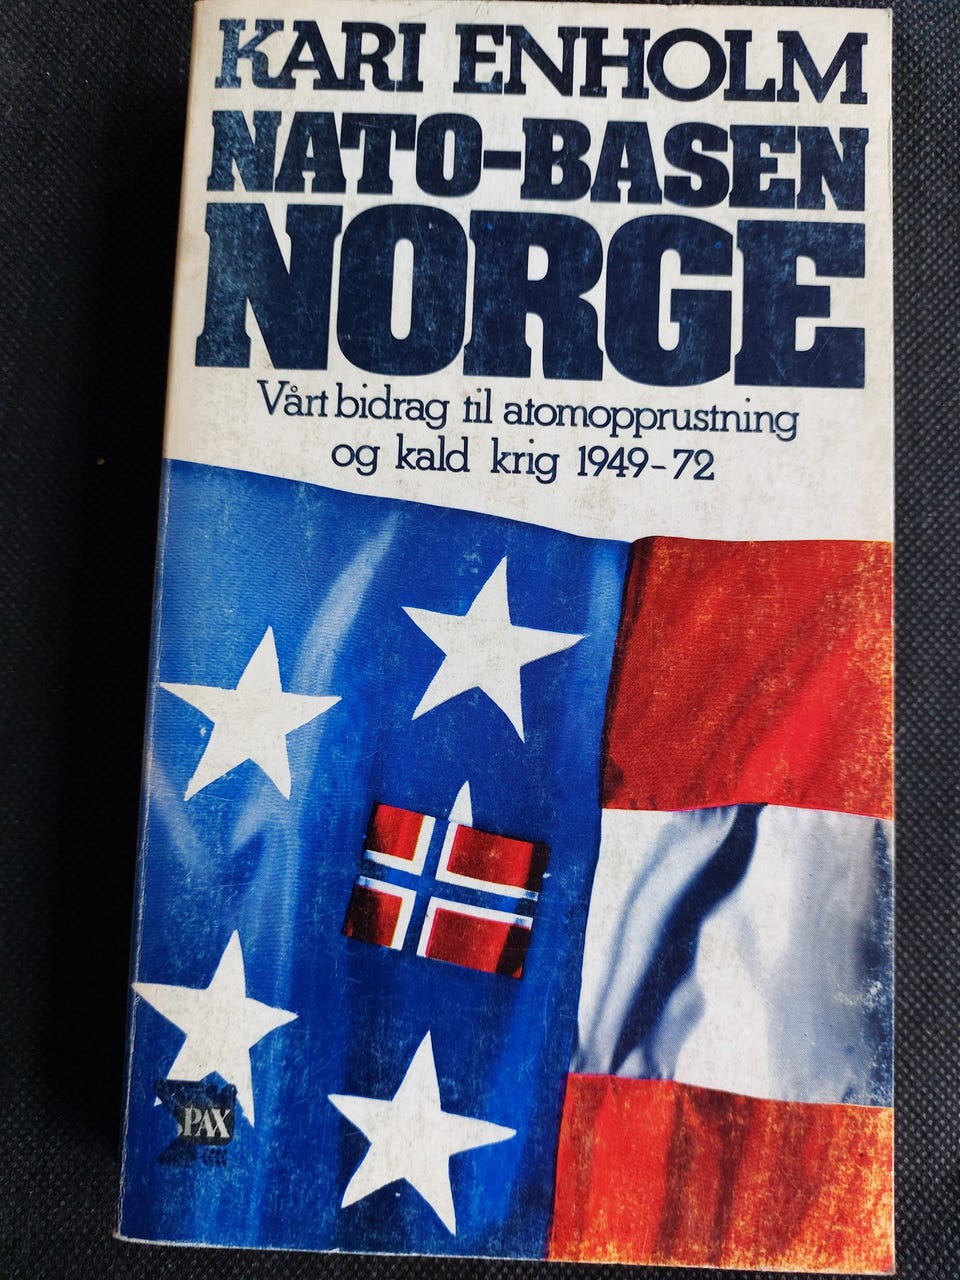 KARI ENHOLM
NATO-BASEN
NORGE
Vårt bidrag til atomopprustning
og kald krig 1949-72
PAX